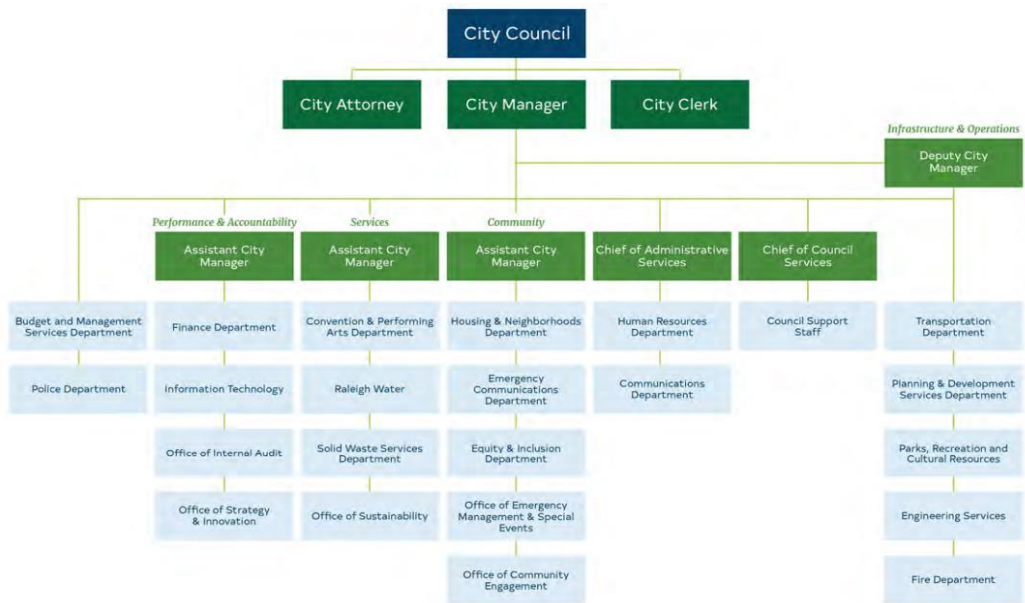 City Council
City Attorney
City Manager
City Clerk
Infrastructure & Operations
Deputy City
Manager
Performance & Accountability
Services
Community
Assistant City
Manager
Assistant City
Manager
Assistant City
Manager
Chief of Administrative
Services
Chief of Council
Services
Budget and Management
Services Department
Finance Department
Convention & Performing
Arts Department
Housing & Neighborhoods
Department
Human Resources
Department
Council Support
Staff
Transportation
Department
Police Department
Information Technology
Raleigh Water
Emergency
Communications
Department
Communications
Department
Planning & Development
Services Department
Office of Internal Audit
Solid Waste Services
Department
Equity & Inclusion
Department
Parks, Recreation and
Cultural Resources
Office of Strategy
& Innovation
Office of Sustainability
Office of Emergency
Management & Special
Events
Engineering Services
Office of Community
Engagement
Fire Department